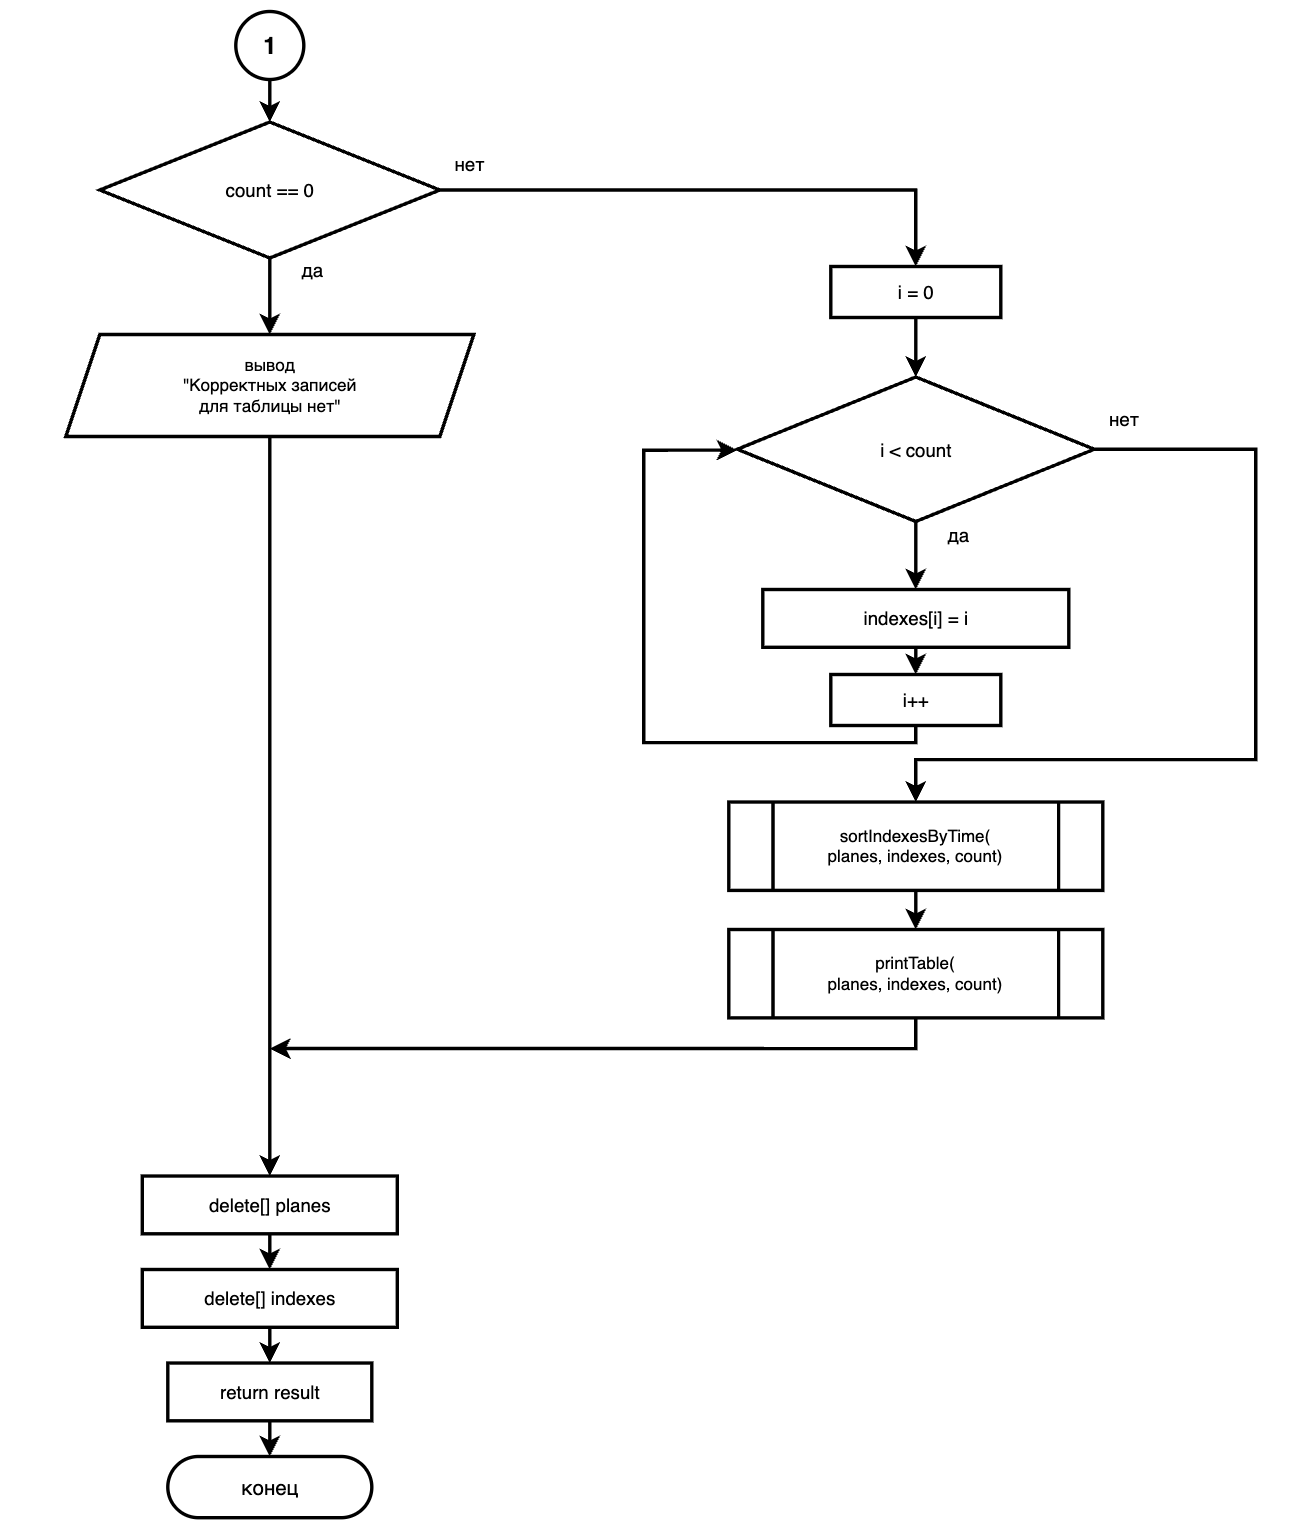 1
count == 0
нет
да
вывод
"Корректных записей
для таблицы нет"
i = 0
i < count
нет
да
indexes[i] = i
i++
sortIndexesByTime(
planes, indexes, count)
printTable(
planes, indexes, count)
delete[] planes
delete[] indexes
return result
конец